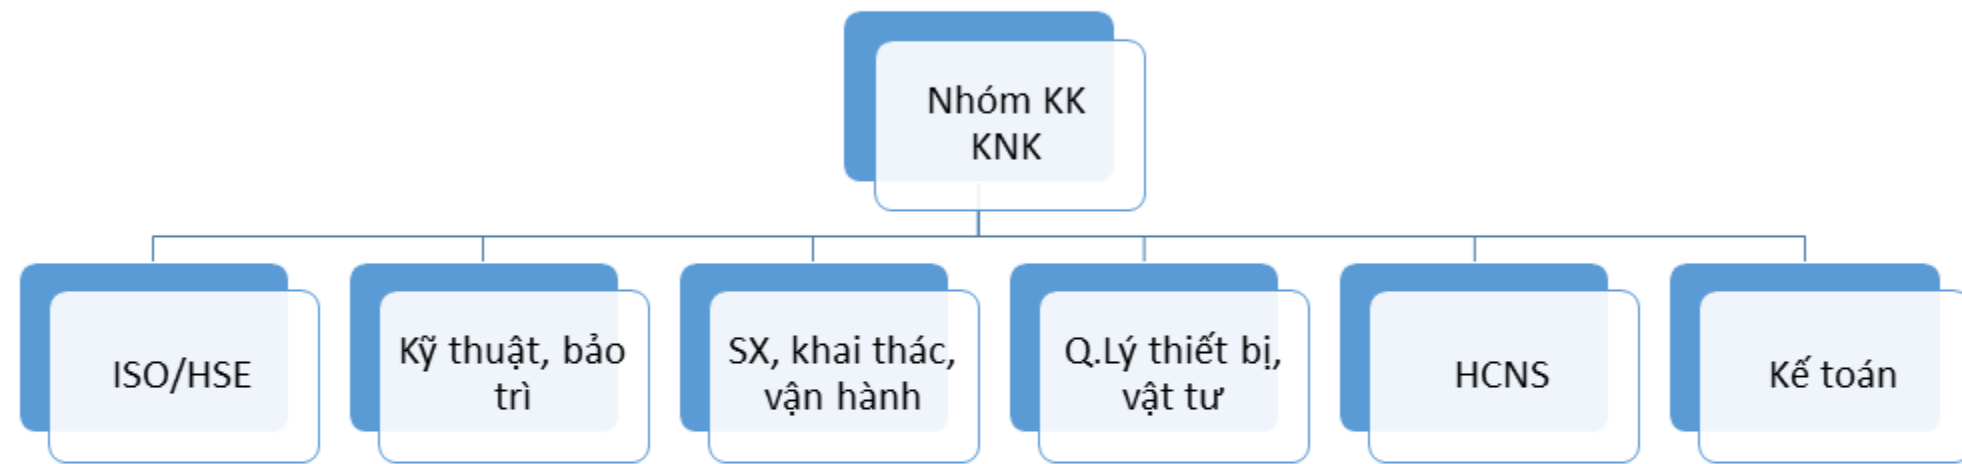 Nhóm KK
KNK
ISO/HSE
Kỹ thuật, bảo
trì
SX, khai thác,
vận hành
Q.Lý thiết bị,
vật tư
HCNS
Kế toán